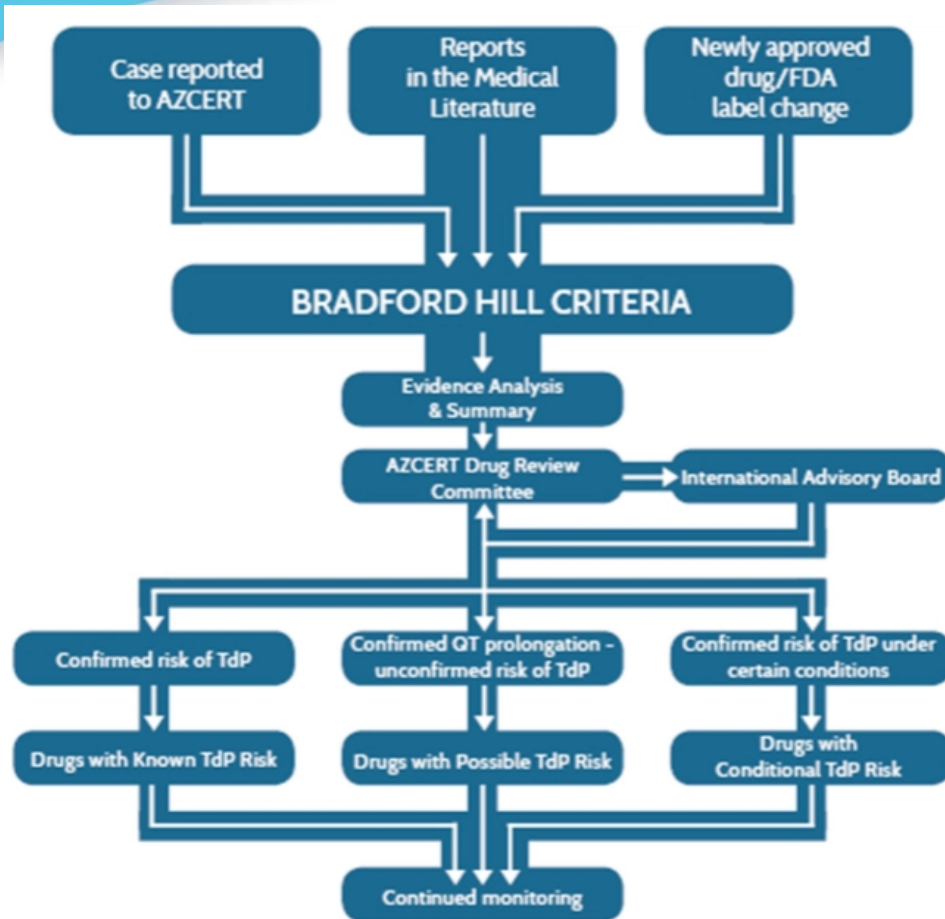 Case reported
to AZCERT
Reports
in the Medical
Literature
Newly approved
drug/FDA
label change
BRADFORD HILL CRITERIA
Evidence Analysis
& Summary
AZCERT Drug Review
Committee
International Advisory Board
Confirmed risk of TdP
Confirmed QT prolongation -
unconfirmed risk of TdP
Confirmed risk of TdP under
certain conditions
Drugs with Known TdP Risk
Drugs with Possible TdP Risk
Drugs with
Conditional TdP Risk
Continued monitoring